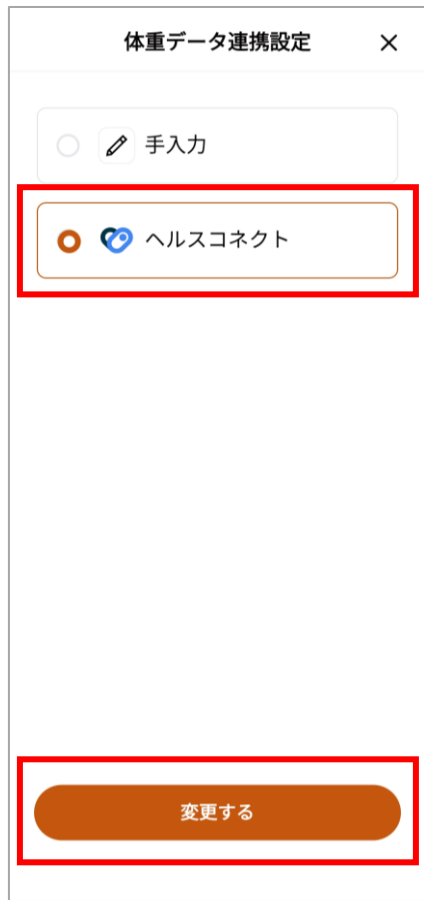 体重データ連携設定
手入力
ヘルスコネクト
変更する